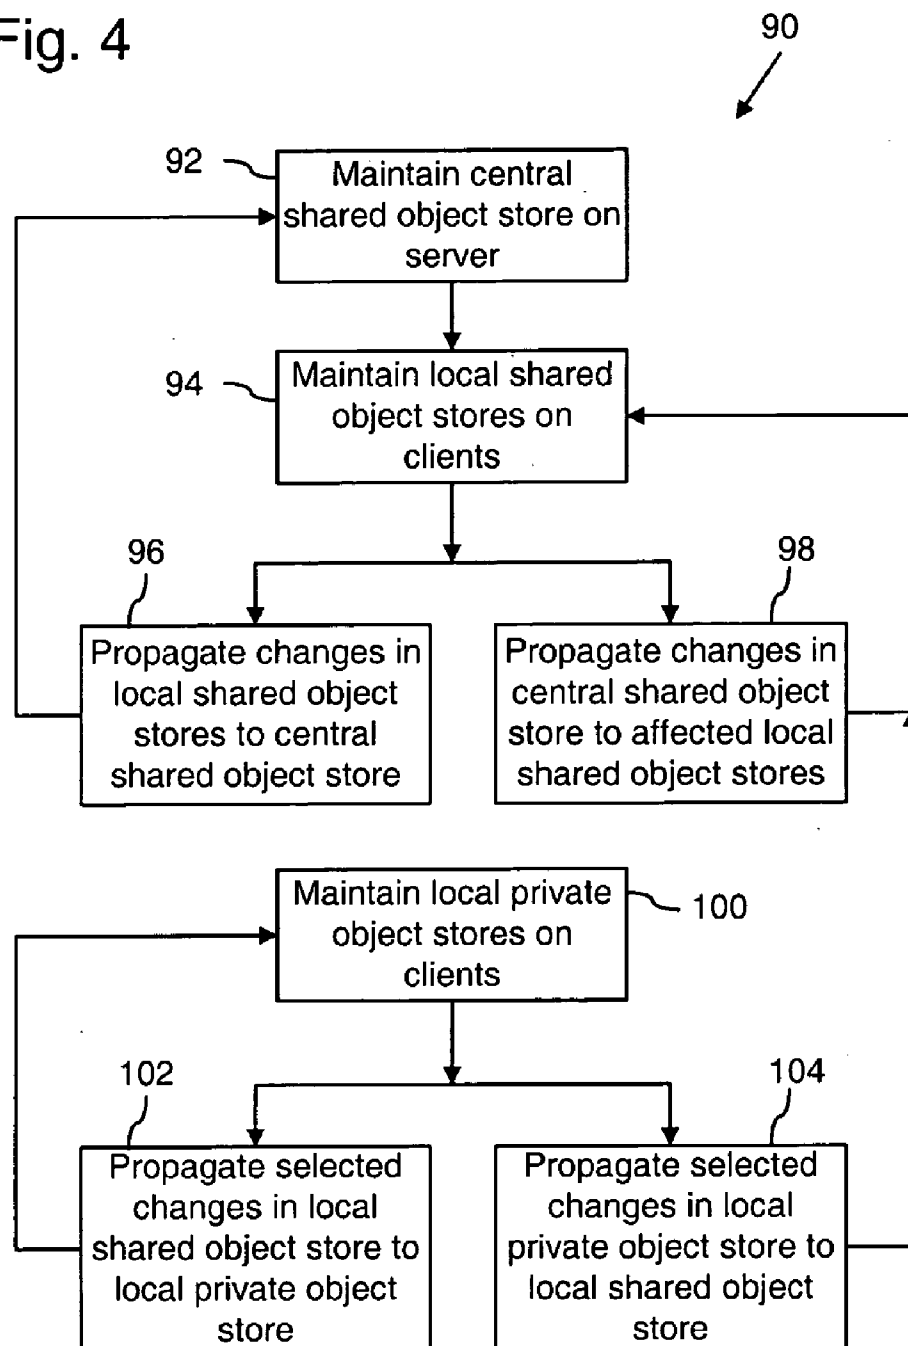 Fig. 4
90
92
Maintain central
shared object store on
server
94
Maintain local shared
object stores on
clients
96
98
Propagate changes in
local shared object
stores to central
shared object store
Propagate changes in
central shared object
store to affected local
shared object stores
Maintain local private
object stores on
clients
100
102
104
Propagate selected
changes in local
shared object store to
local private object
store
Propagate selected
changes in local
private object store to
local shared object
store